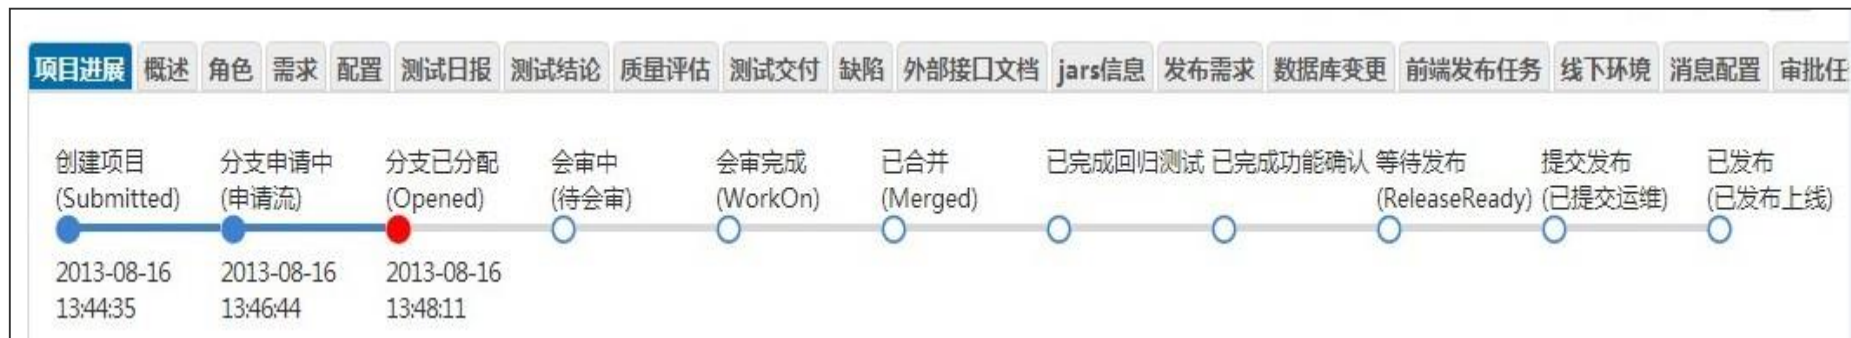 项目进展 概述 角色 需求 配置 测试日报 测试结论 质量评估 测试交付 缺陷 外部接口文档 jars信息 发布需求 数据库变更 前端发布任务 线下环境 消息配置 审批任
创建项目 分支申请中 分支已分配 会审中 会审完成 已合并 已完成回归测试 已完成功能确认 等待发布 提交发布 已发布
(Submitted) (申请流) (Opened) (待会审) (WorkOn) (Merged) (ReleaseReady) (已提交运维) (已发布上线)
2013-08-16 2013-08-16 2013-08-16
13:44:35 13:46:44 13:48:11